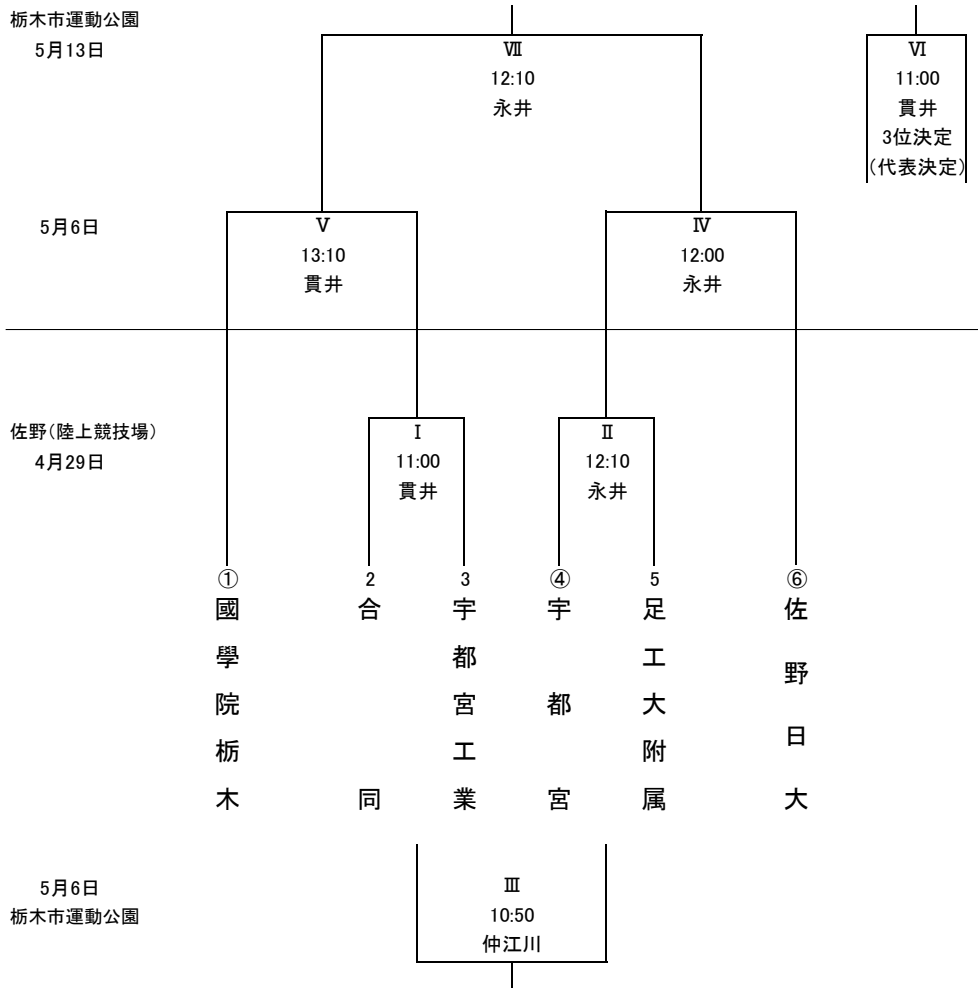 栃木市運動公園
5月13日
Ⅶ
12:10
永井
Ⅵ
11:00
貫井
3位決定
(代表決定)
5月6日
Ⅴ
13:10
貫井
Ⅳ
12:00
永井
佐野(陸上競技場)
4月29日
Ⅰ
11:00
貫井
Ⅱ
12:10
永井
①
國學院栃木
2
合同
3
宇都宮工業
④
宇都宮
5
足工大附属
⑥
佐野日大
5月6日
栃木市運動公園
Ⅲ
10:50
仲江川